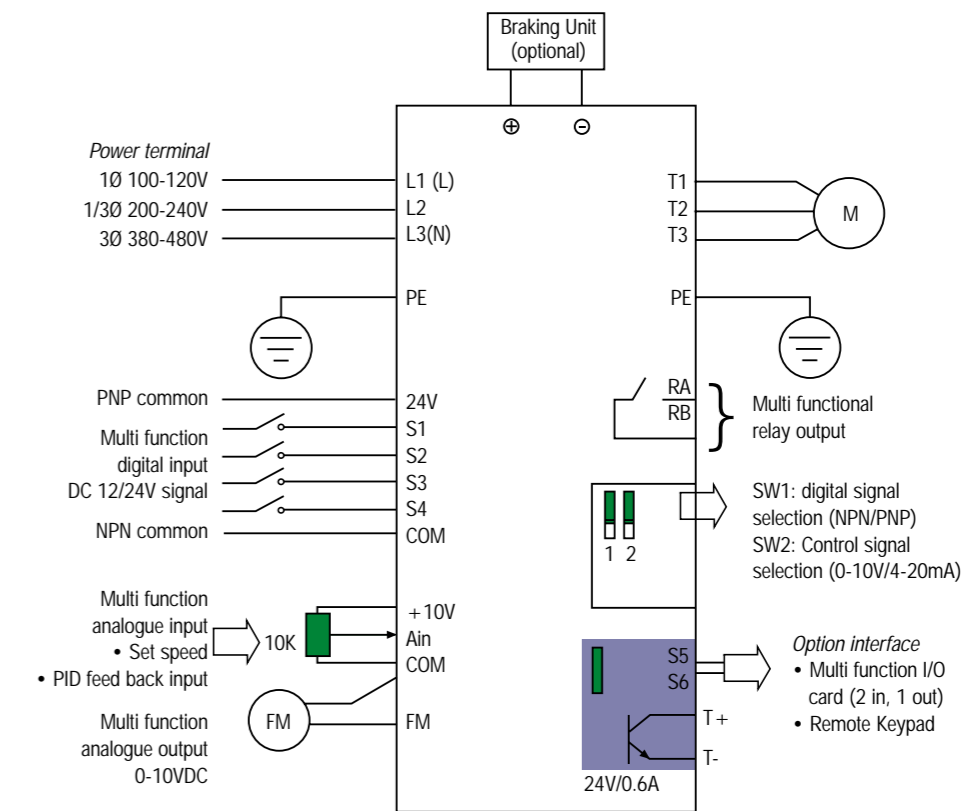 Braking Unit
(optional)
⊕ ⊖
Power terminal
1Ø 100-120V
1/3Ø 200-240V
3Ø 380-480V
L1 (L)
L2
L3(N)
PE
T1
T2
T3
M
PE
PNP common
Multi function
digital input
DC 12/24V signal
NPN common
24V
S1
S2
S3
S4
COM
RA
RB
Multi functional
relay output
1 2
SW1: digital signal
selection (NPN/PNP)
SW2: Control signal
selection (0-10V/4-20mA)
Multi function
analogue input
• Set speed
• PID feed back input
10K
+10V
Ain
COM
FM
FM
Multi function
analogue output
0-10VDC
S5
S6
T+
T-
24V/0.6A
Option interface
• Multi function I/O
card (2 in, 1 out)
• Remote Keypad